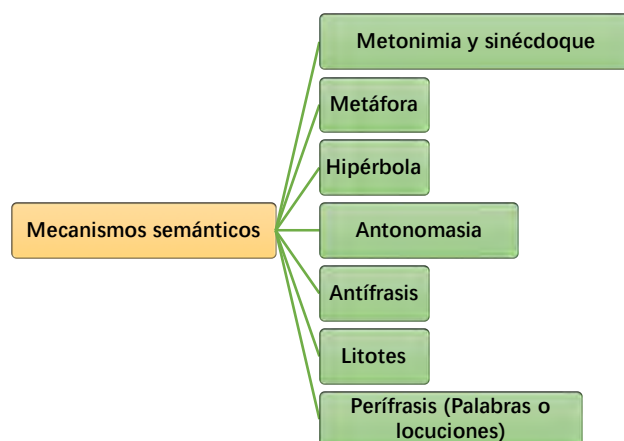 Metonimia y sinécdoque
Metáfora
Hipérbola
Mecanismos semánticos
Antonomasia
Antífrasis
Litotes
Perífrasis (Palabras o
locuciones)